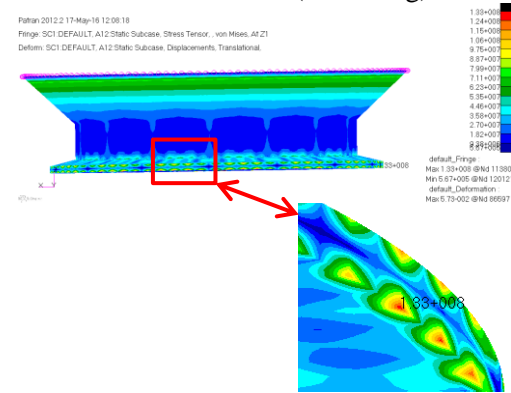 Patran 2012.2 17-May-16 12:08:18
Fringe: SC1:DEFAULT, A12:Static Subcase, Stress Tensor, , von Mises, At Z1
Deform: SC1:DEFAULT, A12:Static Subcase, Displacements, Translational,
1.33+008
1.24+008
1.15+008
1.06+008
9.75+007
8.87+007
7.99+007
7.11+007
6.23+007
5.35+007
4.46+007
3.58+007
2.70+007
1.82+007
default_Fringe :
Max 1.33+008 @Nd 11380
Min 5.67+005 @Nd 12012
default_Deformation :
Max 5.73-002 @Nd 86597
.33+008
X
Y
1.33+008